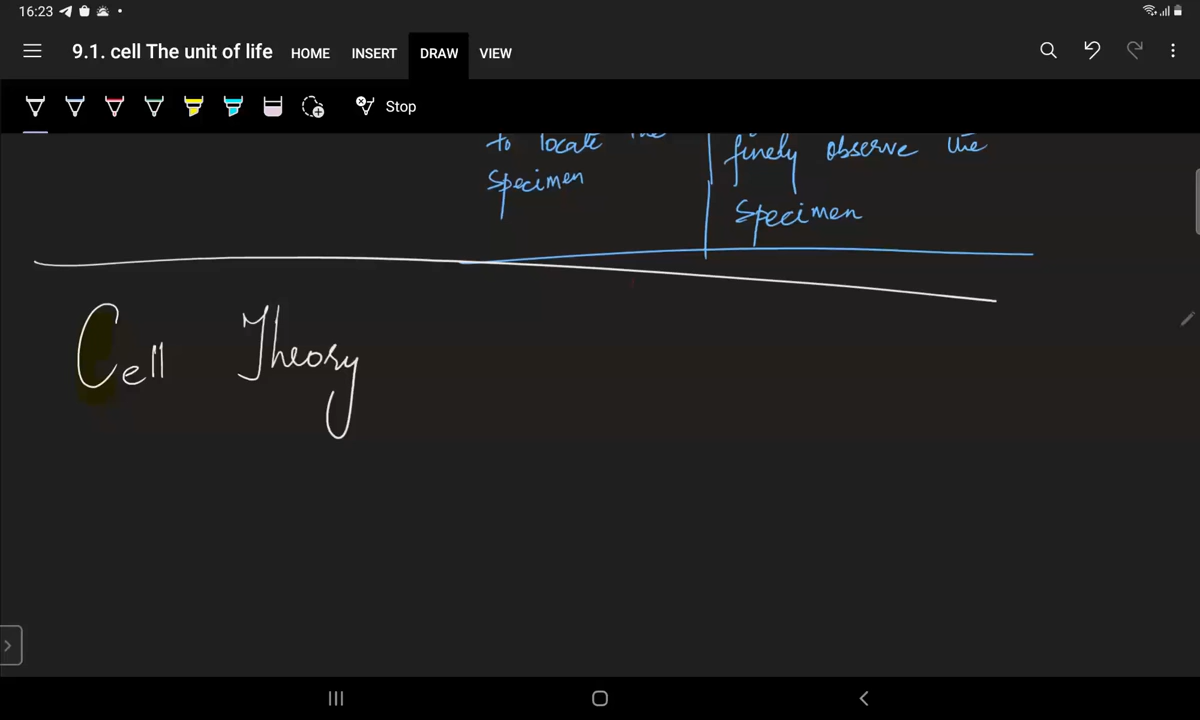 16:23
9.1. cell The unit of life HOME INSERT DRAW VIEW
Stop
to locate the
specimen
finely observe the
specimen
Cell Theory